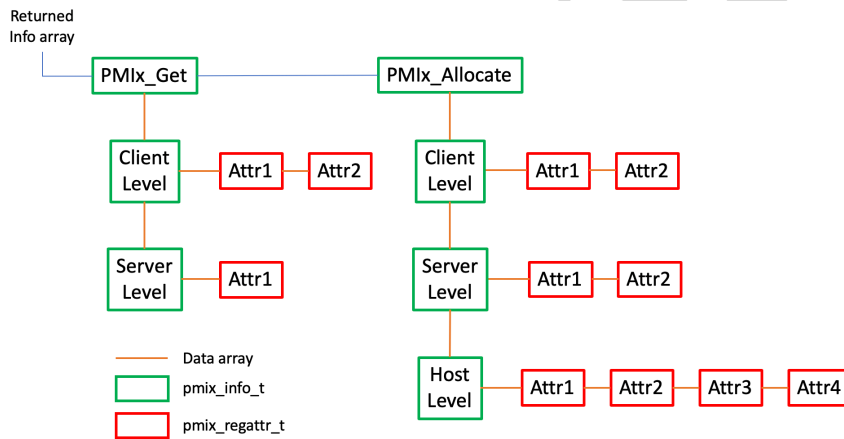 Returned
Info array
PMIx_Get
PMIx_Allocate
Client
Level
Attr1
Attr2
Client
Level
Attr1
Attr2
Server
Level
Attr1
Server
Level
Attr1
Attr2
Data array
pmix_info_t
pmix_regattr_t
Host
Level
Attr1
Attr2
Attr3
Attr4